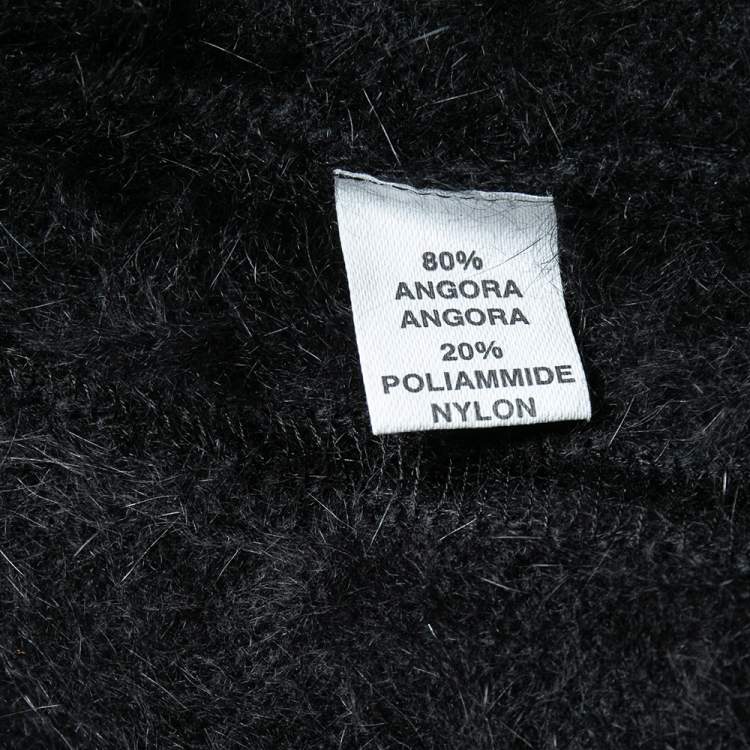 80%
ANGORA
ANGORA
20%
POLIAMMIDE
NYLON